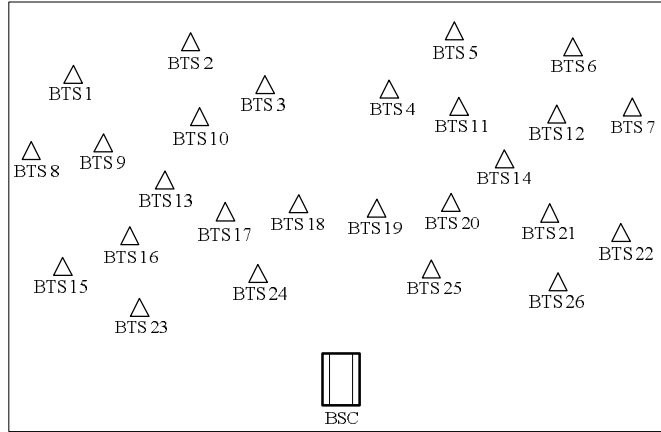 BTS 5
BTS 2
BTS 6
BTS 1
BTS 3
BTS 4
BTS 11
BTS 7
BTS 10
BTS 12
BTS 8
BTS 9
BTS 14
BTS 13
BTS 17
BTS 18
BTS 19
BTS 20
BTS 21
BTS 16
BTS 22
BTS 15
BTS 24
BTS 25
BTS 26
BTS 23
BSC